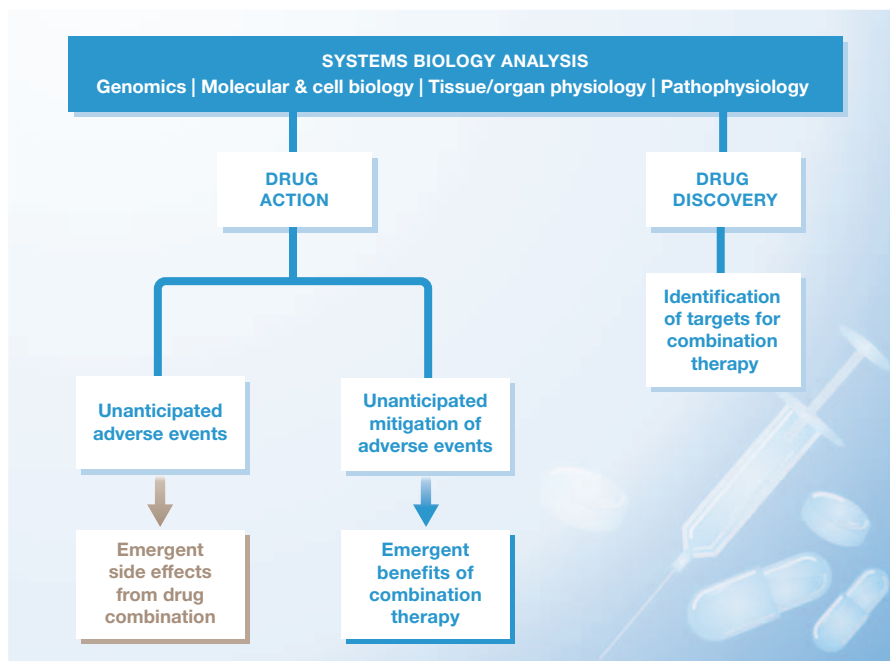 SYSTEMS BIOLOGY ANALYSIS
Genomics | Molecular & cell biology | Tissue/organ physiology | Pathophysiology
DRUG
ACTION
DRUG
DISCOVERY
Identification
of targets for
combination
therapy
Unanticipated
adverse events
Unanticipated
mitigation of
adverse events
Emergent
side effects
from drug
combination
Emergent
benefits of
combination
therapy